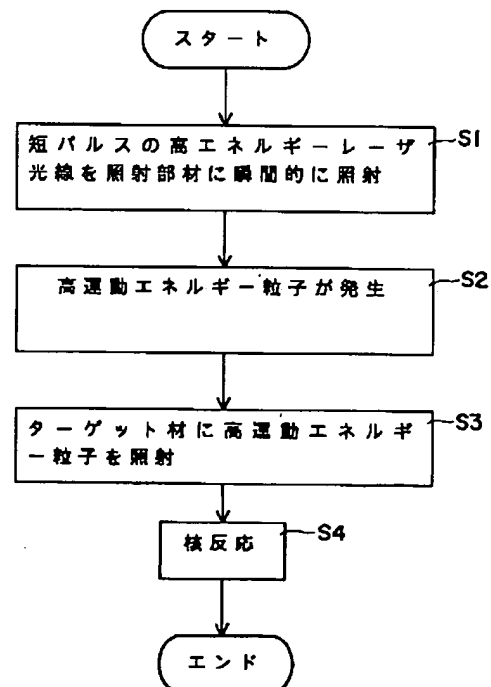 スタート
短パルスの高エネルギーレーザ
光線を照射部材に瞬間的に照射
S1
高運動エネルギー粒子が発生
S2
ターゲット材に高運動エネルギ
ー粒子を照射
S3
核反応
S4
エンド